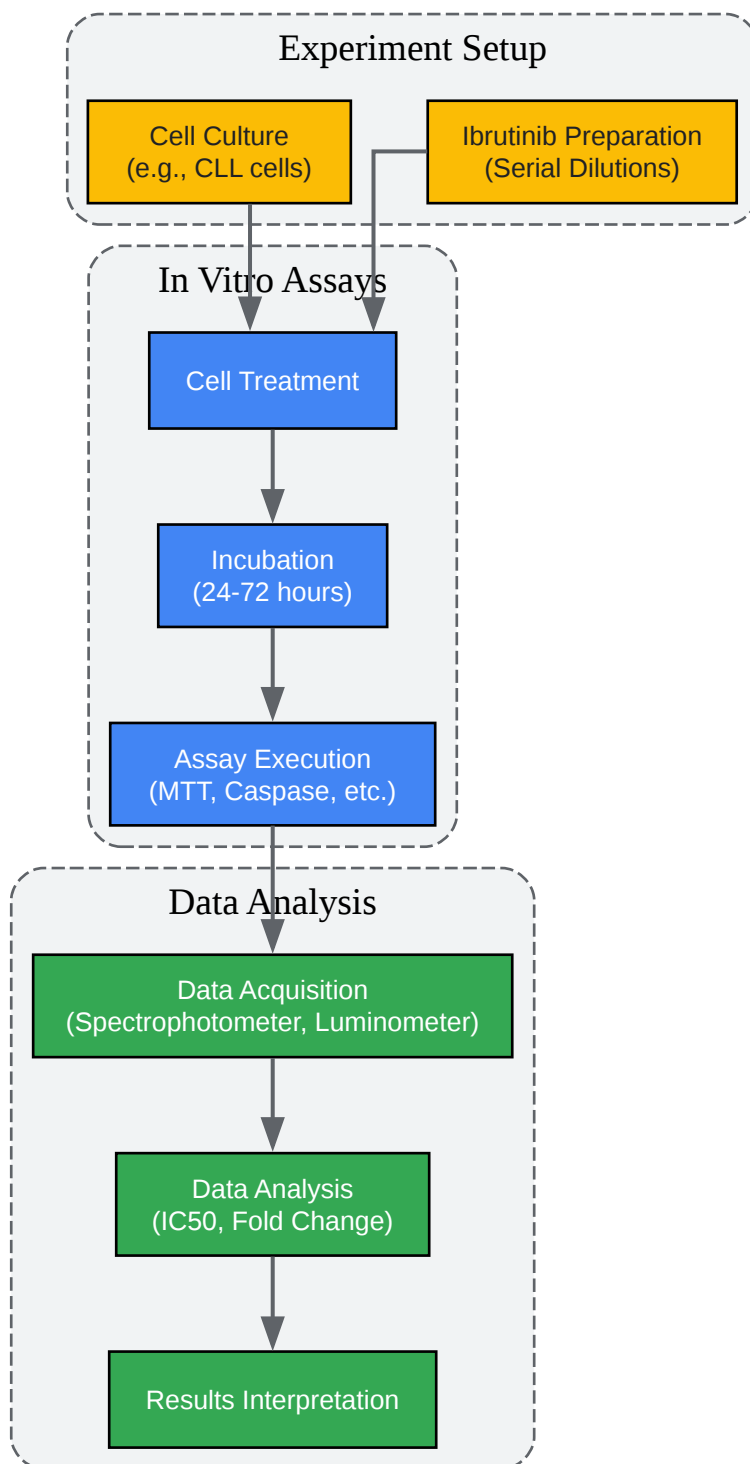 Experiment Setup
Cell Culture
(e.g., CLL cells)
Ibrutinib Preparation
(Serial Dilutions)
In Vitro Assays
Cell Treatment
Incubation
(24-72 hours)
Assay Execution
(MTT, Caspase, etc.)
Data Analysis
Data Acquisition
(Spectrophotometer, Luminometer)
Data Analysis
(IC50, Fold Change)
Results Interpretation